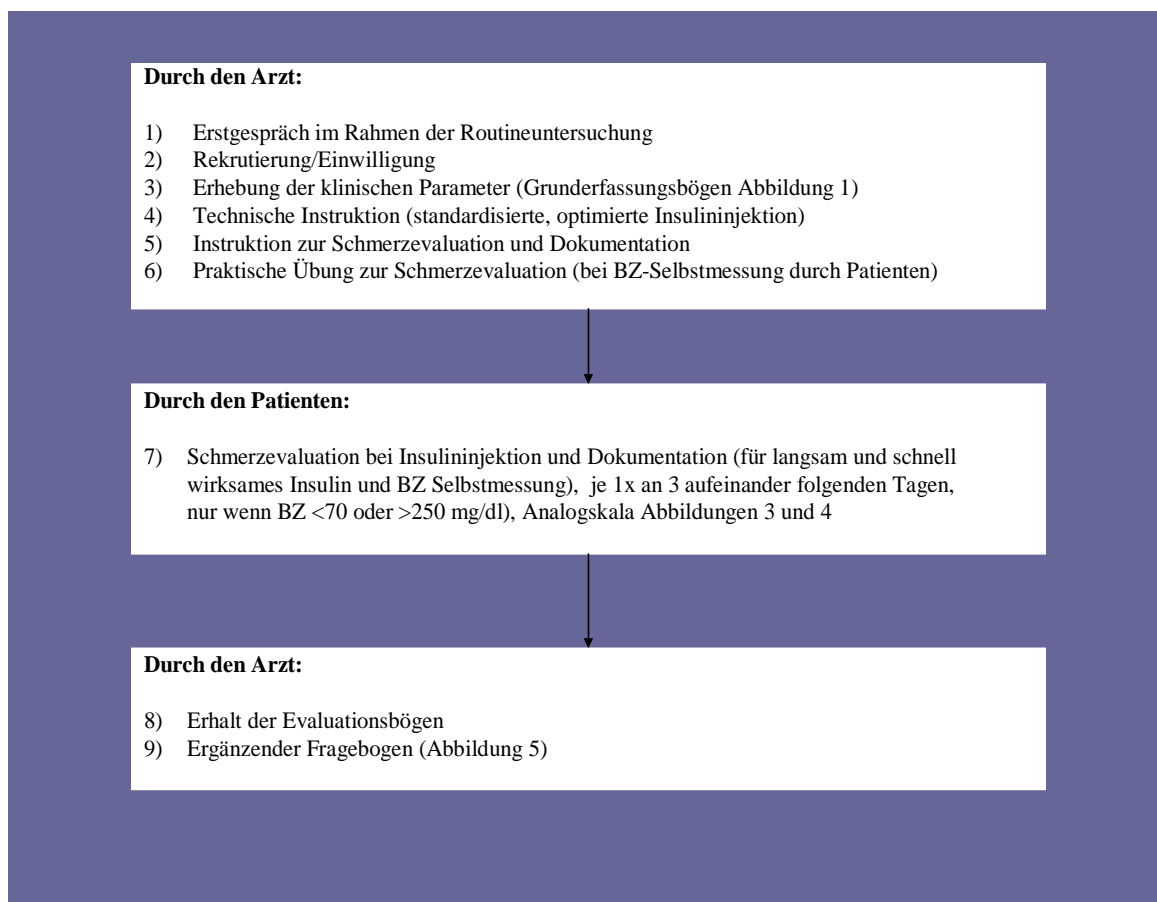 Durch den Arzt:
1) Erstgespräch im Rahmen der Routineuntersuchung
2) Rekrutierung/Einwilligung
3) Erhebung der klinischen Parameter (Grunderfassungsbögen Abbildung 1)
4) Technische Instruktion (standardisierte, optimierte Insulininjektion)
5) Instruktion zur Schmerzevaluation und Dokumentation
6) Praktische Übung zur Schmerzevaluation (bei BZ-Selbstmessung durch Patienten)
Durch den Patienten:
7) Schmerzevaluation bei Insulininjektion und Dokumentation (für langsam und schnell
wirksames Insulin und BZ Selbstmessung), je 1x an 3 aufeinander folgenden Tagen,
nur wenn BZ <70 oder >250 mg/dl), Analogskala Abbildungen 3 und 4
Durch den Arzt:
8) Erhalt der Evaluationsbögen
9) Ergänzender Fragebogen (Abbildung 5)